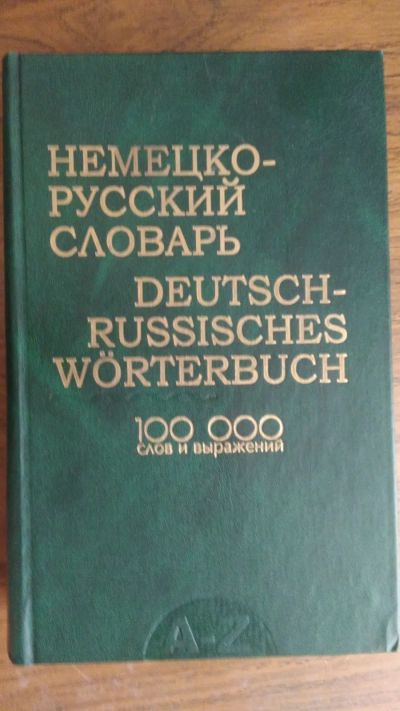 НЕМЕЦКО-
РУССКИЙ
СЛОВАРЬ
DEUTSCH-
RUSSISCHES
WÖRTERBUCH
100 000
слов и выражений
A-Z